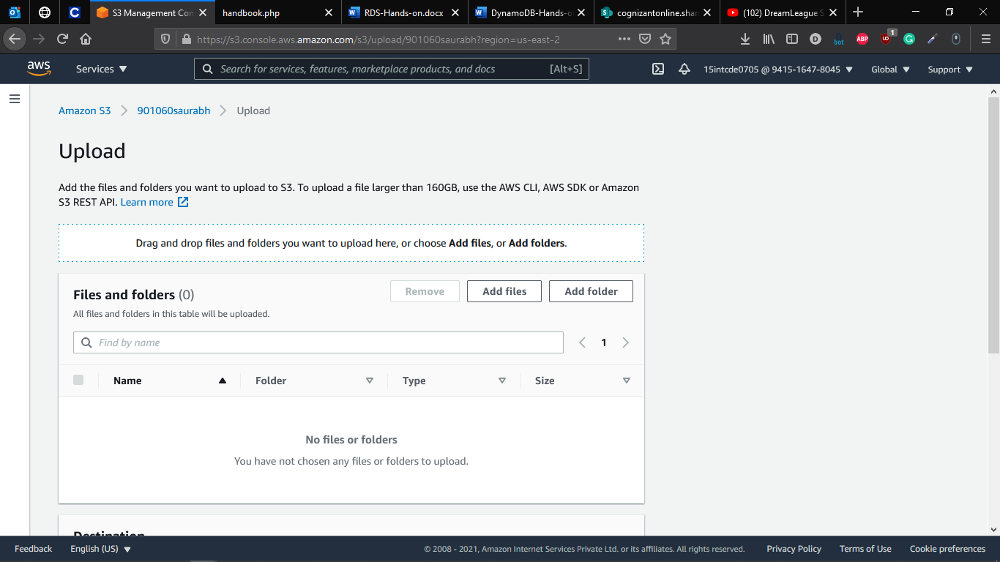 S3 Management Con
handbook.php
RDS-Hands-on.docx
DynamoDB-Hands-o
cognizantonline.shar
(102) DreamLeague S
https://s3.console.aws.amazon.com/s3/upload/901060saurabh?region=us-east-2
bot
ABP
1
aws
Services
Search for services, features, marketplace products, and docs
[Alt+S]
15intcde0705 @ 9415-1647-8045
Global
Support
Amazon S3
901060saurabh
Upload
Upload
Add the files and folders you want to upload to S3. To upload a file larger than 160GB, use the AWS CLI, AWS SDK or Amazon
S3 REST API. Learn more
Drag and drop files and folders you want to upload here, or choose Add files, or Add folders.
Files and folders (0)
Remove
Add files
Add folder
All files and folders in this table will be uploaded.
Find by name
1
Name
Folder
Type
Size
No files or folders
You have not chosen any files or folders to upload.
Destination
Feedback
English (US)
© 2008 - 2021, Amazon Internet Services Private Ltd. or its affiliates. All rights reserved.
Privacy Policy
Terms of Use
Cookie preferences